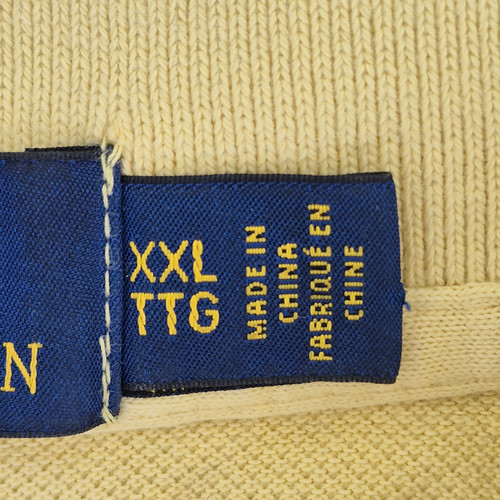 N
XXL
TTG
MADE IN
CHINA
FABRIQUÉ EN
CHINE